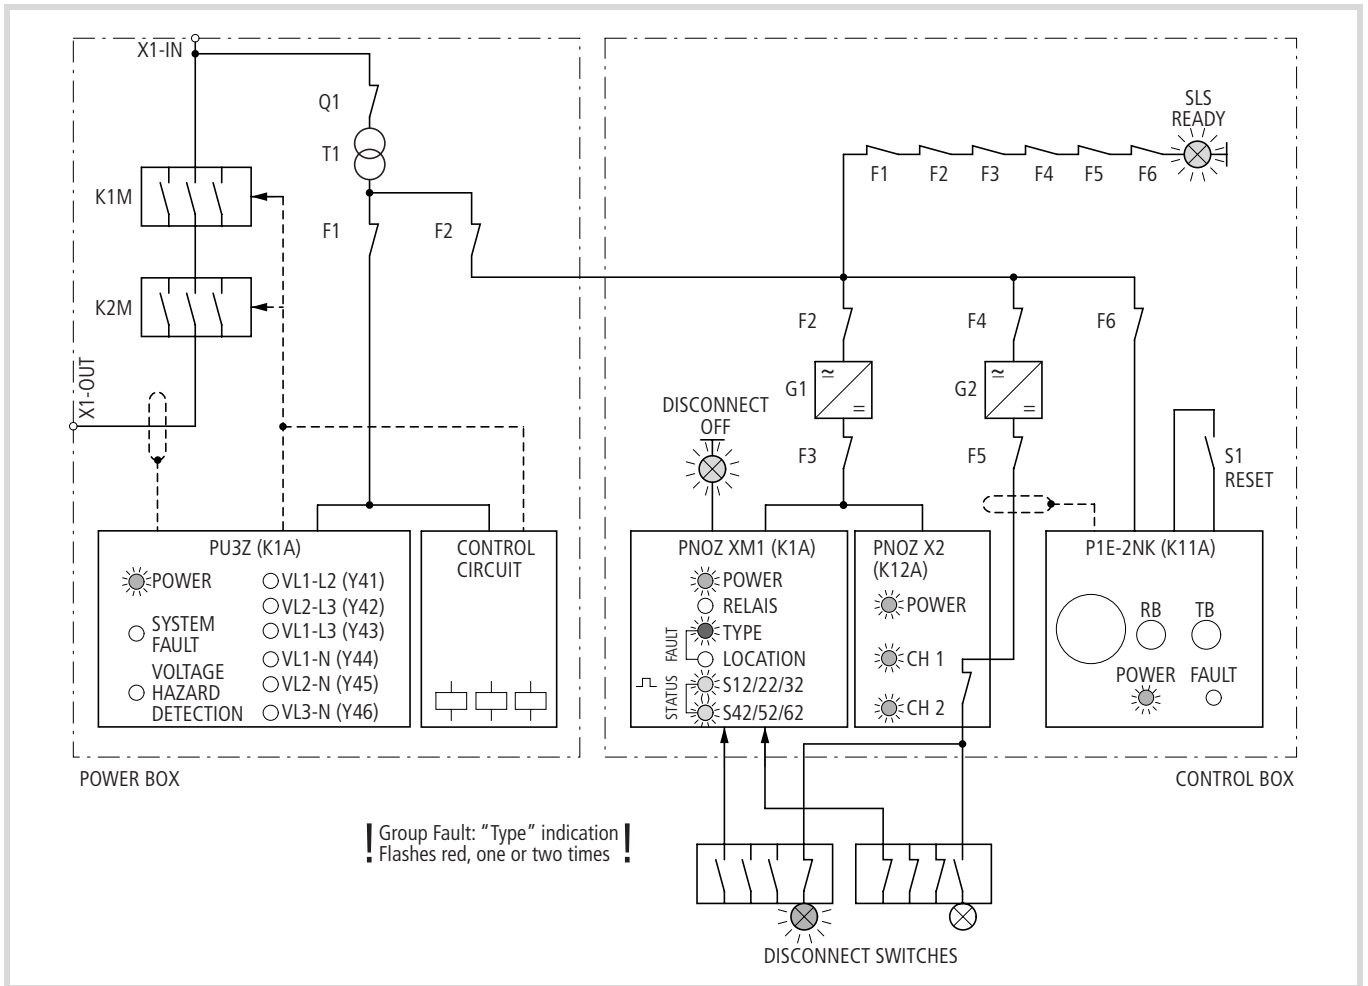 X1-IN
Q1
T1
K1M
F1
F2
K2M
X1-OUT
PU3Z (K1A)
POWER
SYSTEM
FAULT
VOLTAGE
HAZARD
DETECTION
VL1-L2 (Y41)
VL2-L3 (Y42)
VL1-L3 (Y43)
VL1-N (Y44)
VL2-N (Y45)
VL3-N (Y46)
CONTROL
CIRCUIT
POWER BOX
SLS
READY
F1
F2
F3
F4
F5
F6
F2
F4
F6
G1
G2
DISCONNECT
OFF
F3
F5
S1
RESET
PNOZ XM1 (K1A)
POWER
RELAIS
TYPE
LOCATION
FAULT
S12/22/32
S42/52/62
STATUS
PNOZ X2
(K12A)
POWER
CH 1
CH 2
P1E-2NK (K11A)
RB
TB
POWER
FAULT
CONTROL BOX
! Group Fault: "Type" indication !
Flashes red, one or two times
DISCONNECT SWITCHES